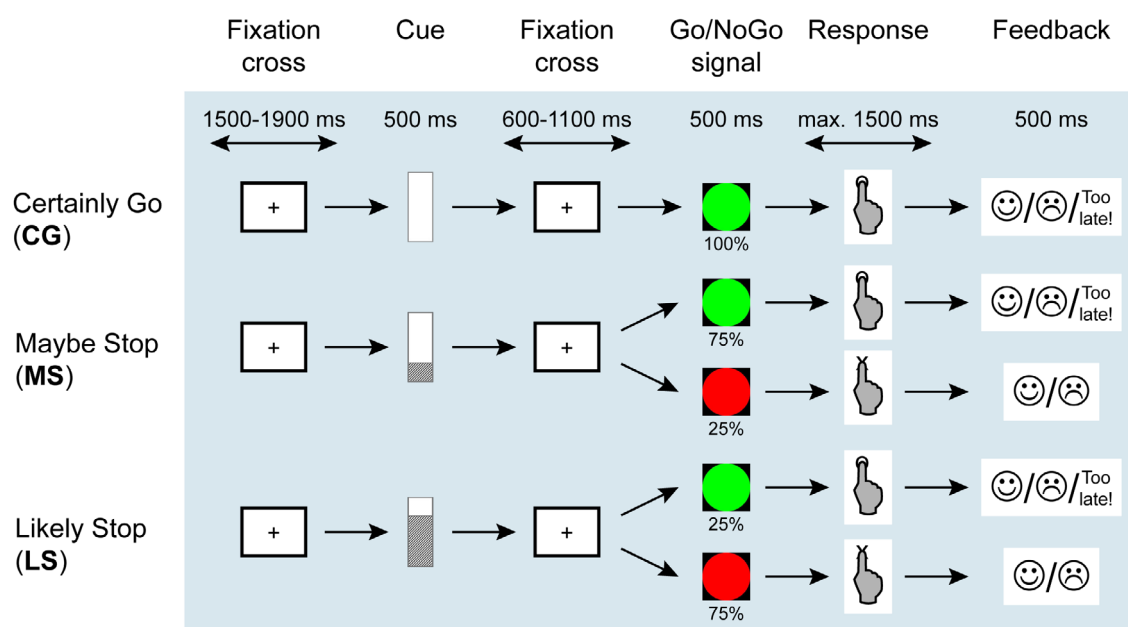 Fixation
cross
Cue
Fixation
cross
Go/NoGo
signal
Response
Feedback
1500-1900 ms
500 ms
600-1100 ms
500 ms
max. 1500 ms
500 ms
Certainly Go
(CG)
+
+
100%
/ / Too
late!
Maybe Stop
(MS)
+
+
75%
/ / Too
late!
25%
/
Likely Stop
(LS)
+
+
25%
/ / Too
late!
75%
/